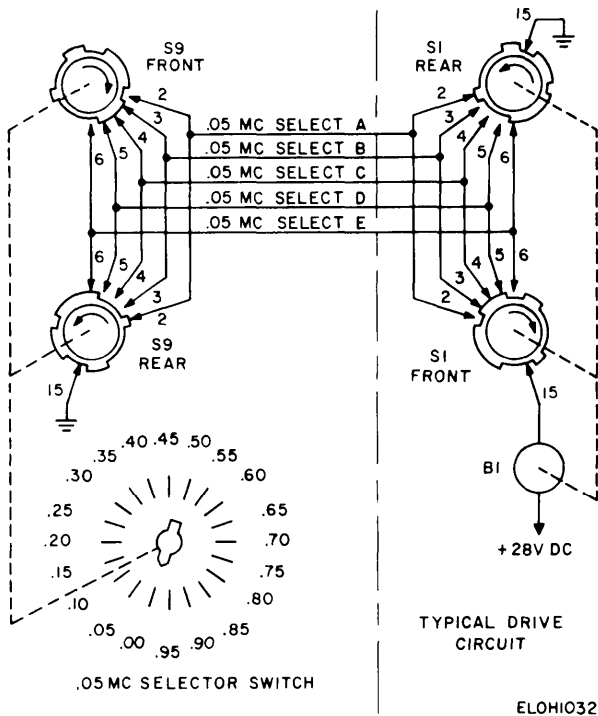 S9
FRONT
S1
REAR
15
2
3
4
5
6
.05 MC SELECT A
.05 MC SELECT B
.05 MC SELECT C
.05 MC SELECT D
.05 MC SELECT E
2
3
4
5
6
6
5
4
3
2
6
5
4
3
2
S9
REAR
15
S1
FRONT
15
B1
+28V DC
.00
.05
.10
.15
.20
.25
.30
.35
.40
.45
.50
.55
.60
.65
.70
.75
.80
.85
.90
.95
.05 MC SELECTOR SWITCH
TYPICAL DRIVE
CIRCUIT
ELOHI032